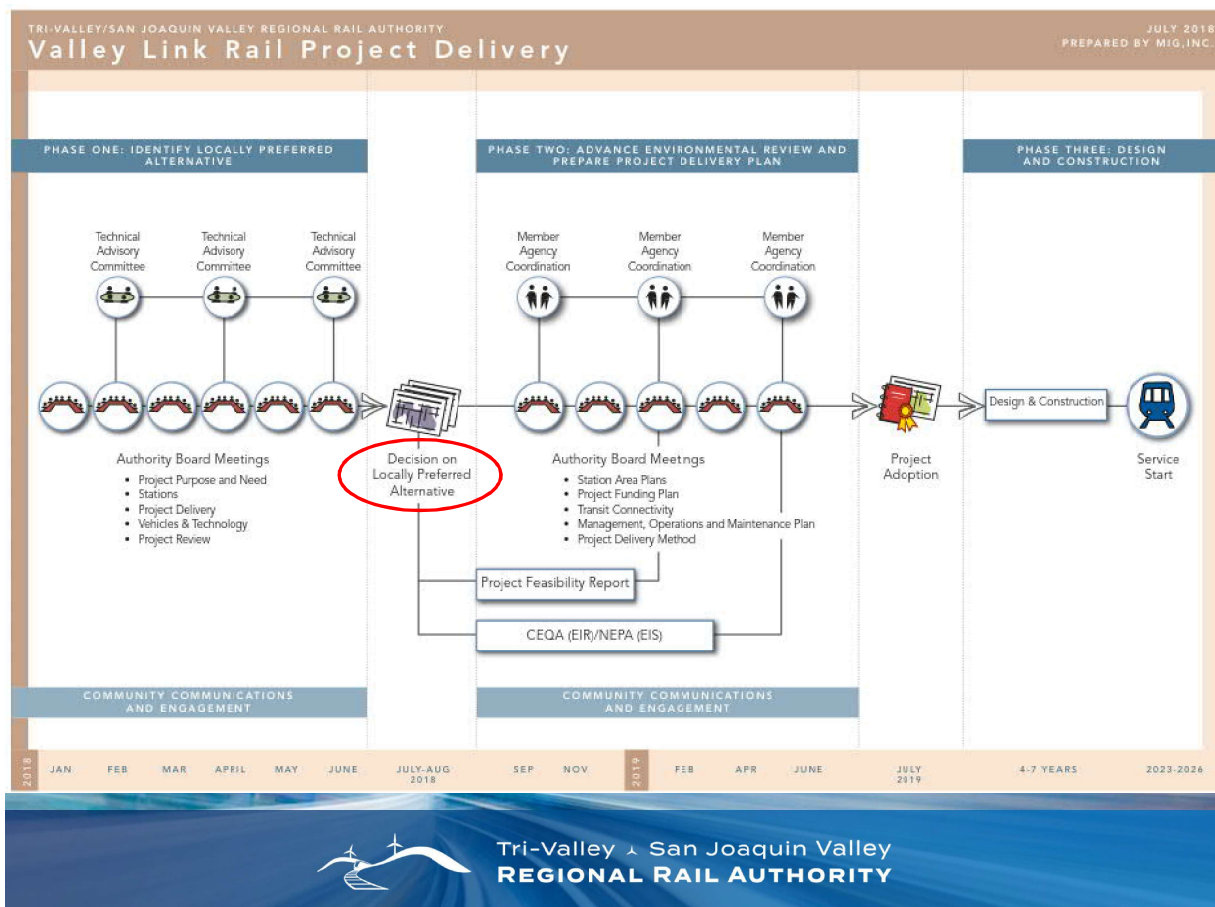 TRI-VALLEY/SAN JOAQUIN VALLEY REGIONAL RAIL AUTHORITY
Valley Link Rail Project Delivery
JULY 2018
PREPARED BY MIG, INC.
PHASE ONE: IDENTIFY LOCALLY PREFERRED
ALTERNATIVE
PHASE TWO: ADVANCE ENVIRONMENTAL REVIEW AND
PREPARE PROJECT DELIVERY PLAN
PHASE THREE: DESIGN
AND CONSTRUCTION
Technical
Advisory
Committee
Technical
Advisory
Committee
Technical
Advisory
Committee
Member
Agency
Coordination
Member
Agency
Coordination
Member
Agency
Coordination
Authority Board Meetings
• Project Purpose and Need
• Stations
• Project Delivery
• Vehicles & Technology
• Project Review
Decision on
Locally Preferred
Alternative
Authority Board Meetings
• Station Area Plans
• Project Funding Plan
• Transit Connectivity
• Management, Operations and Maintenance Plan
• Project Delivery Method
Project
Adoption
Design & Construction
Service
Start
Project Feasibility Report
CEQA (EIR)/NEPA (EIS)
COMMUNITY COMMUNICATIONS
AND ENGAGEMENT
COMMUNITY COMMUNICATIONS
AND ENGAGEMENT
2018
JAN FEB MAR APRIL MAY JUNE
JULY-AUG
2018
SEP NOV
2019
FEB APR JUNE
JULY
2019
4-7 YEARS
2023-2026
Tri-Valley San Joaquin Valley
REGIONAL RAIL AUTHORITY